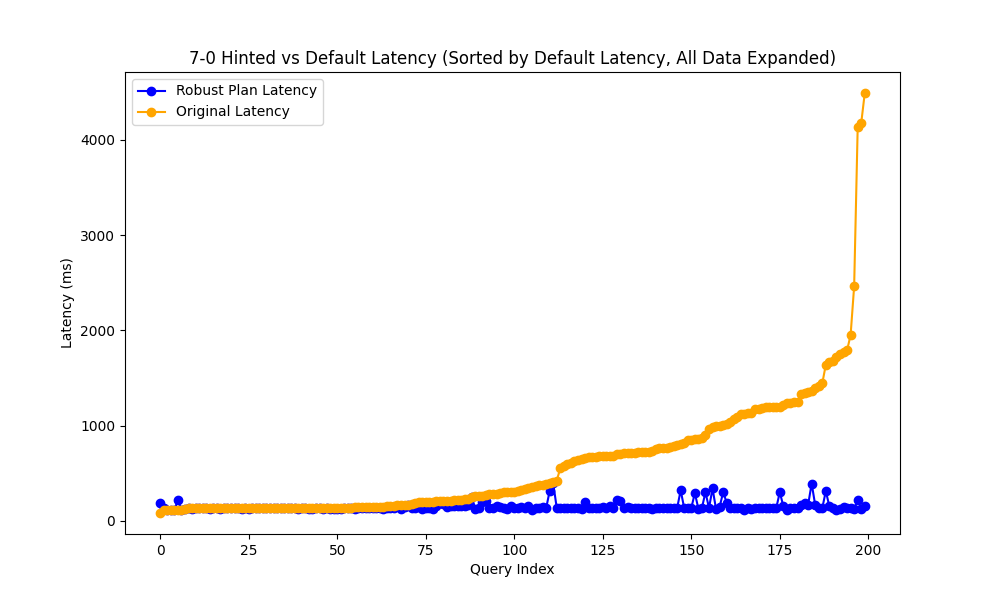 7-0 Hinted vs Default Latency (Sorted by Default Latency, All Data Expanded)
Robust Plan Latency
Original Latency
Latency (ms)
4000
3000
2000
1000
0
0 25 50 75 100 125 150 175 200
Query Index